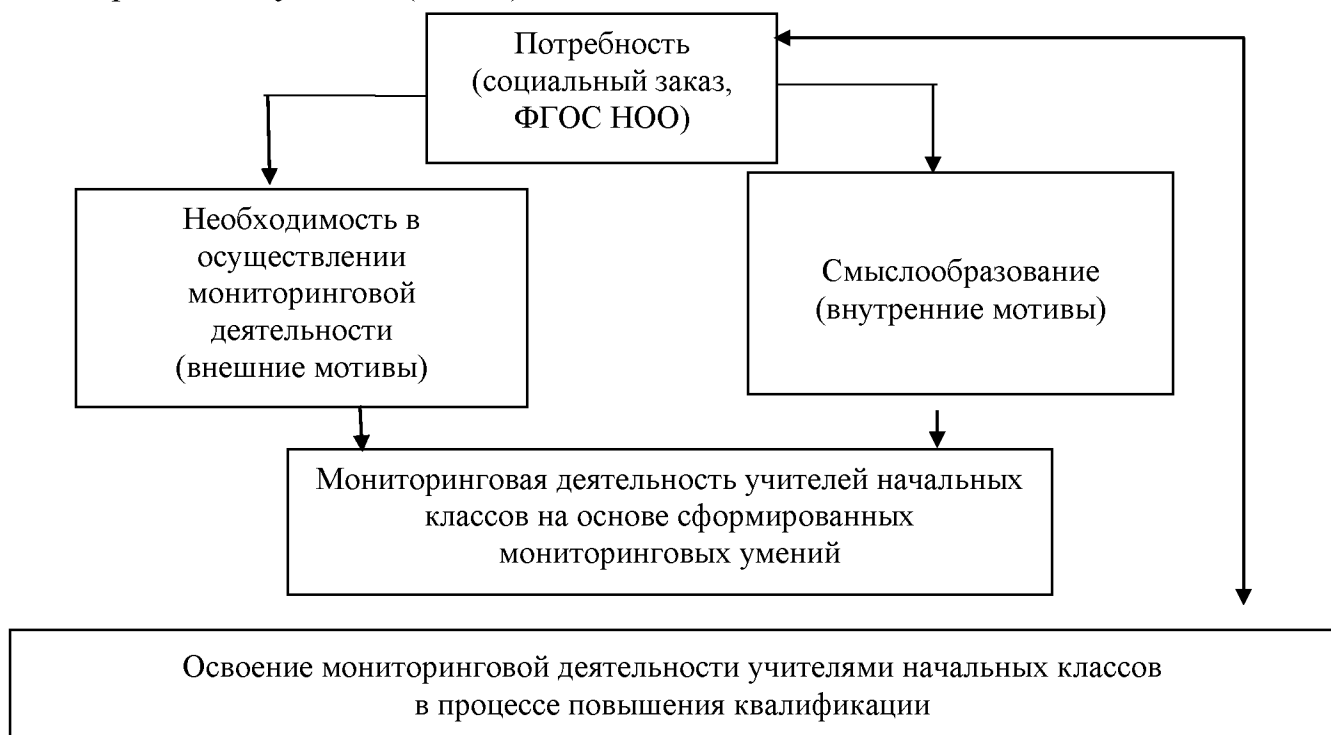 Потребность
(социальный заказ,
ФГОС НОО)
Необходимость в
осуществлении
мониторинговой
деятельности
(внешние мотивы)
Смыслообразование
(внутренние мотивы)
Мониторинговая деятельность учителей начальных
классов на основе сформированных
мониторинговых умений
Освоение мониторинговой деятельности учителями начальных классов
в процессе повышения квалификации